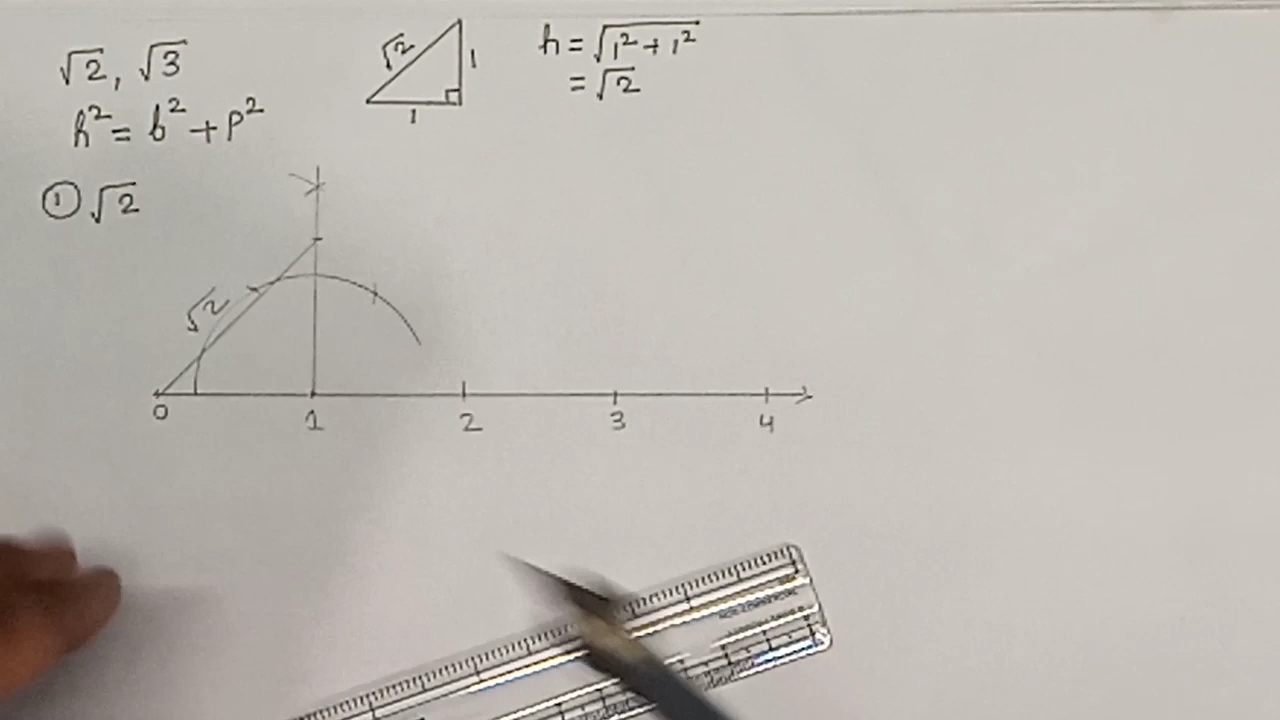 √2, √3
h² = b² + p²
√2
1
1
h = √1² + 1²
= √2
① √2
√2
0 1 2 3 4